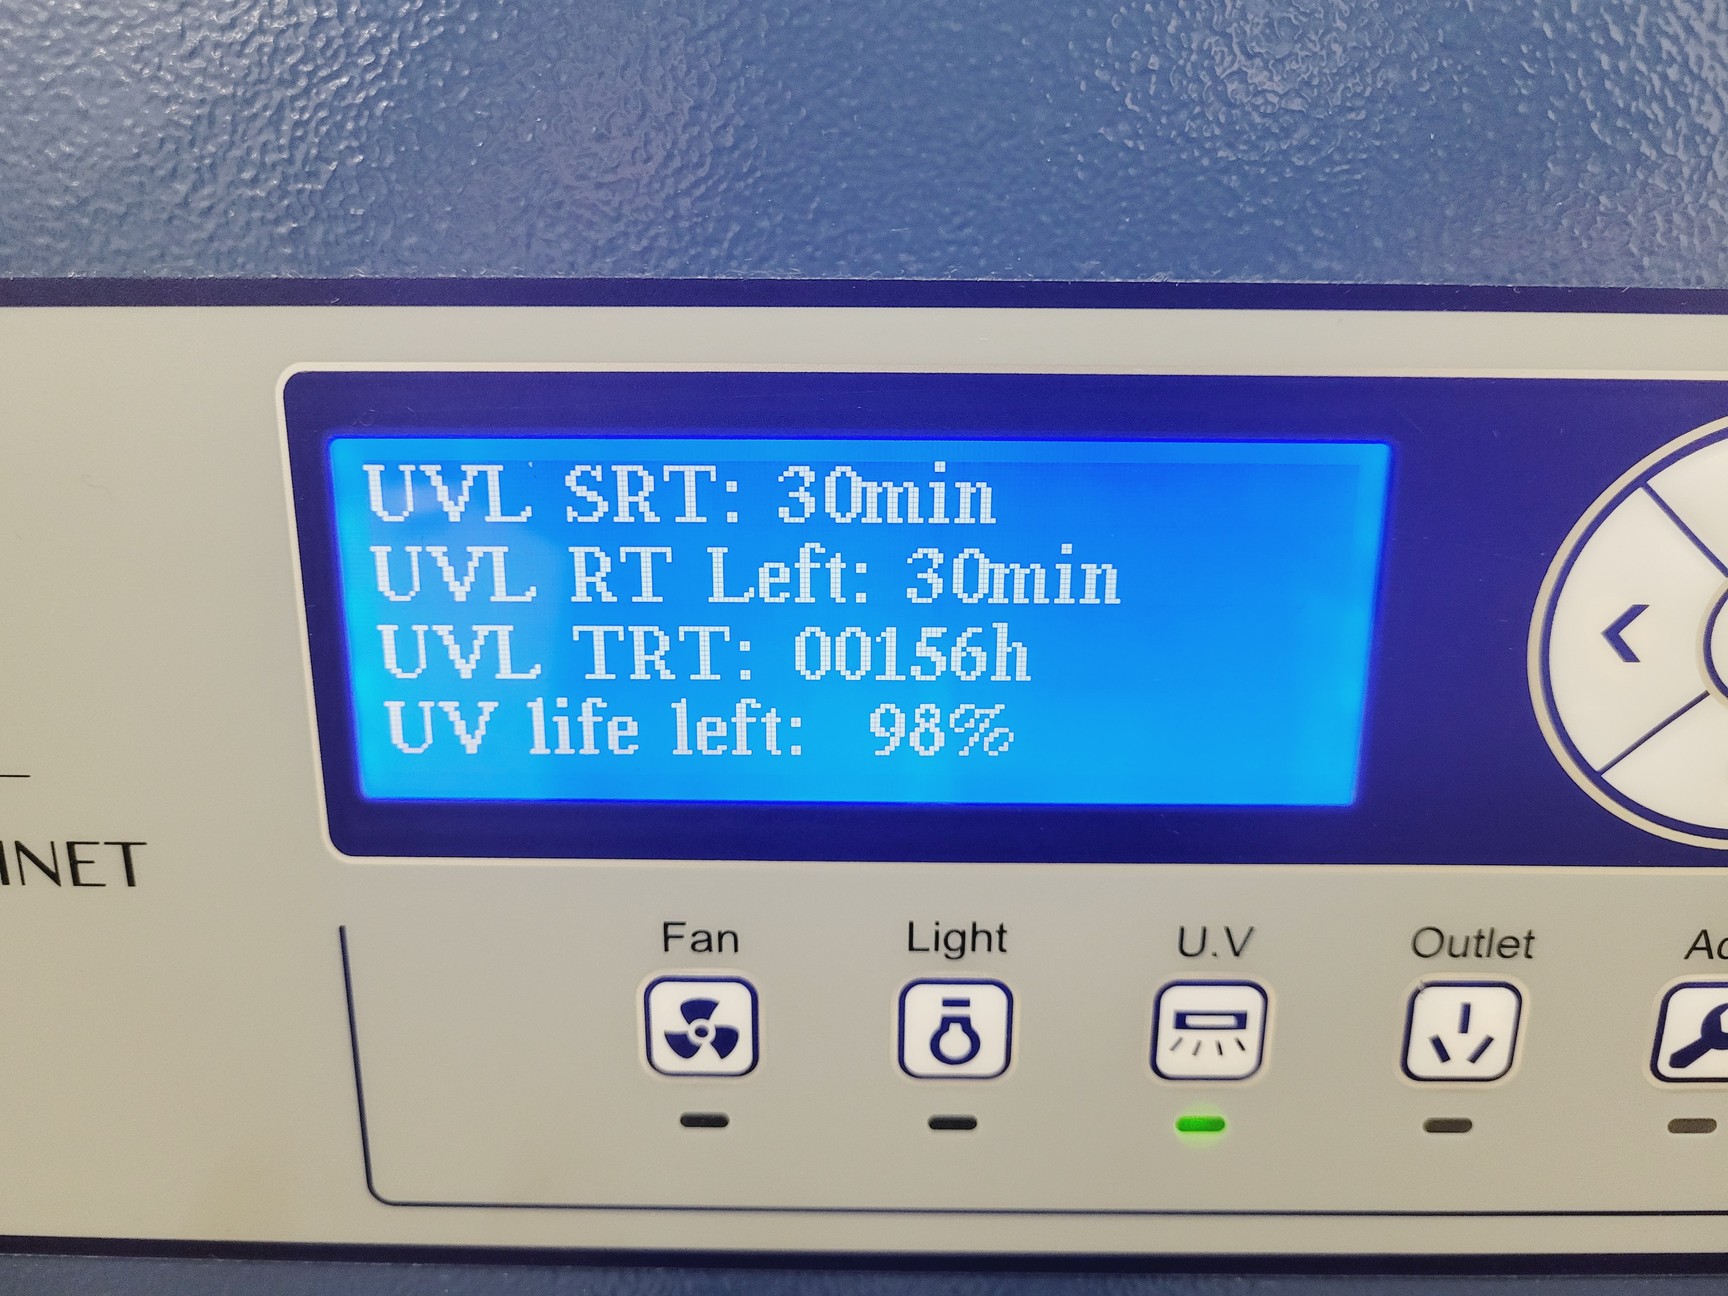 UVL SRT: 30min
UVL RT Left: 30min
UVL TRT: 00156h
UV life left: 98%
INET
Fan Light U.V Outlet